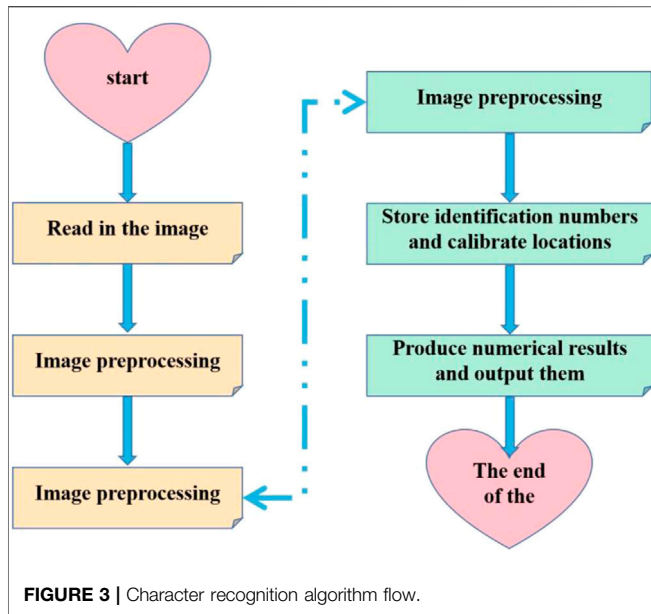 start
Read in the image
Image preprocessing
Image preprocessing
Image preprocessing
Store identification numbers
and calibrate locations
Produce numerical results
and output them
The end
of the
FIGURE 3 | Character recognition algorithm flow.